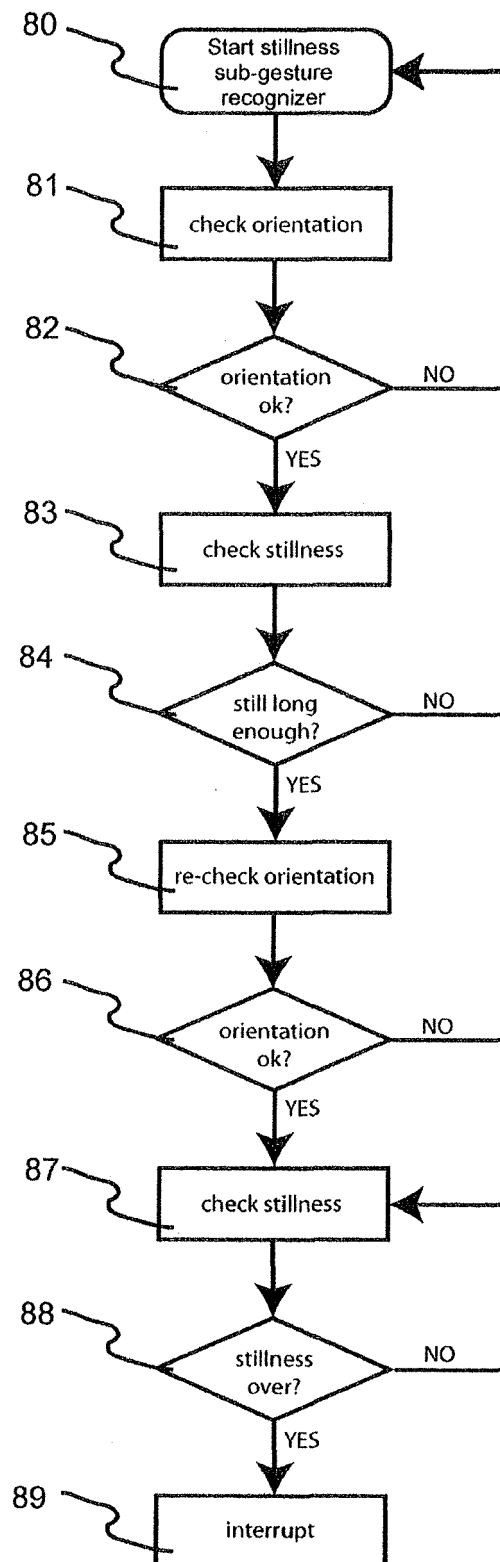 80
Start stillness
sub-gesture
recognizer
81
check orientation
82
orientation
ok?
NO
YES
83
check stillness
84
still long
enough?
NO
YES
85
re-check orientation
86
orientation
ok?
NO
YES
87
check stillness
88
stillness
over?
NO
YES
89
interrupt